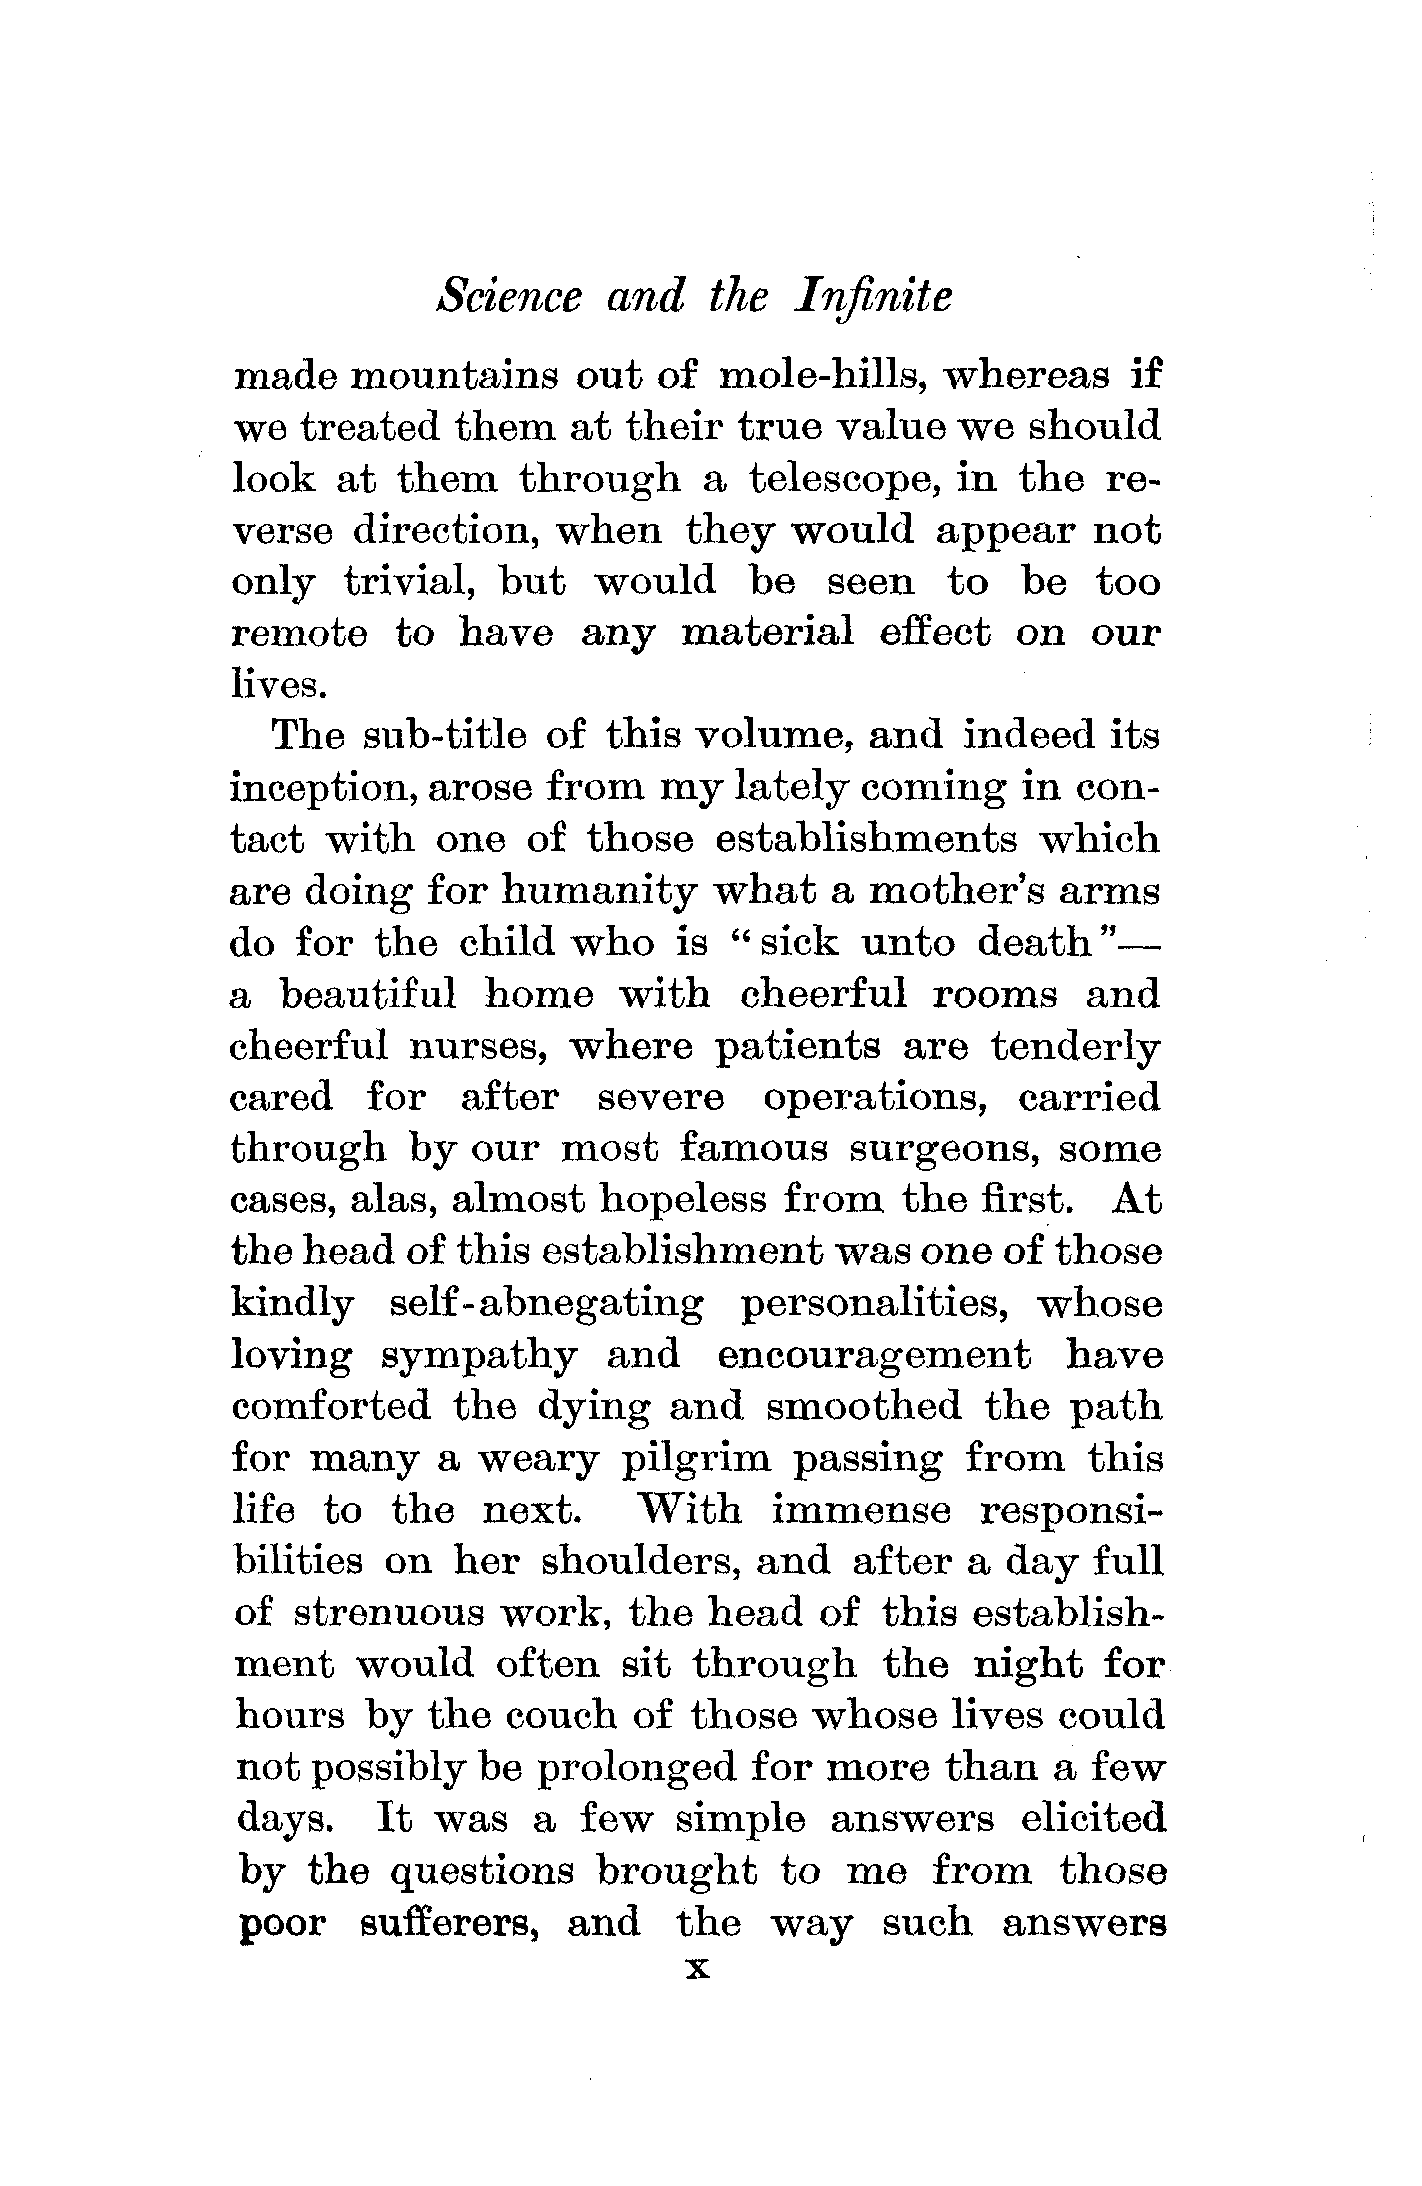 Science and the Infinite
made mountains out of mole-hills, whereas if
we treated them at their true value we should
look at them through a telescope, in the re-
verse direction, when they would appear not
only trivial, but would be seen to be too
remote to have any material effect on our
lives.
The sub-title of this volume, and indeed its
inception, arose from my lately coming in con-
tact with one of those establishments which
are doing for humanity what a mother's arms
do for the child who is “sick unto death”—
a beautiful home with cheerful rooms and
cheerful nurses, where patients are tenderly
cared for after severe operations, carried
through by our most famous surgeons, some
cases, alas, almost hopeless from the first. At
the head of this establishment was one of those
kindly self-abnegating personalities, whose
loving sympathy and encouragement have
comforted the dying and smoothed the path
for many a weary pilgrim passing from this
life to the next. With immense responsi-
bilities on her shoulders, and after a day full
of strenuous work, the head of this establish-
ment would often sit through the night for
hours by the couch of those whose lives could
not possibly be prolonged for more than a few
days. It was a few simple answers elicited
by the questions brought to me from those
poor sufferers, and the way such answers
x